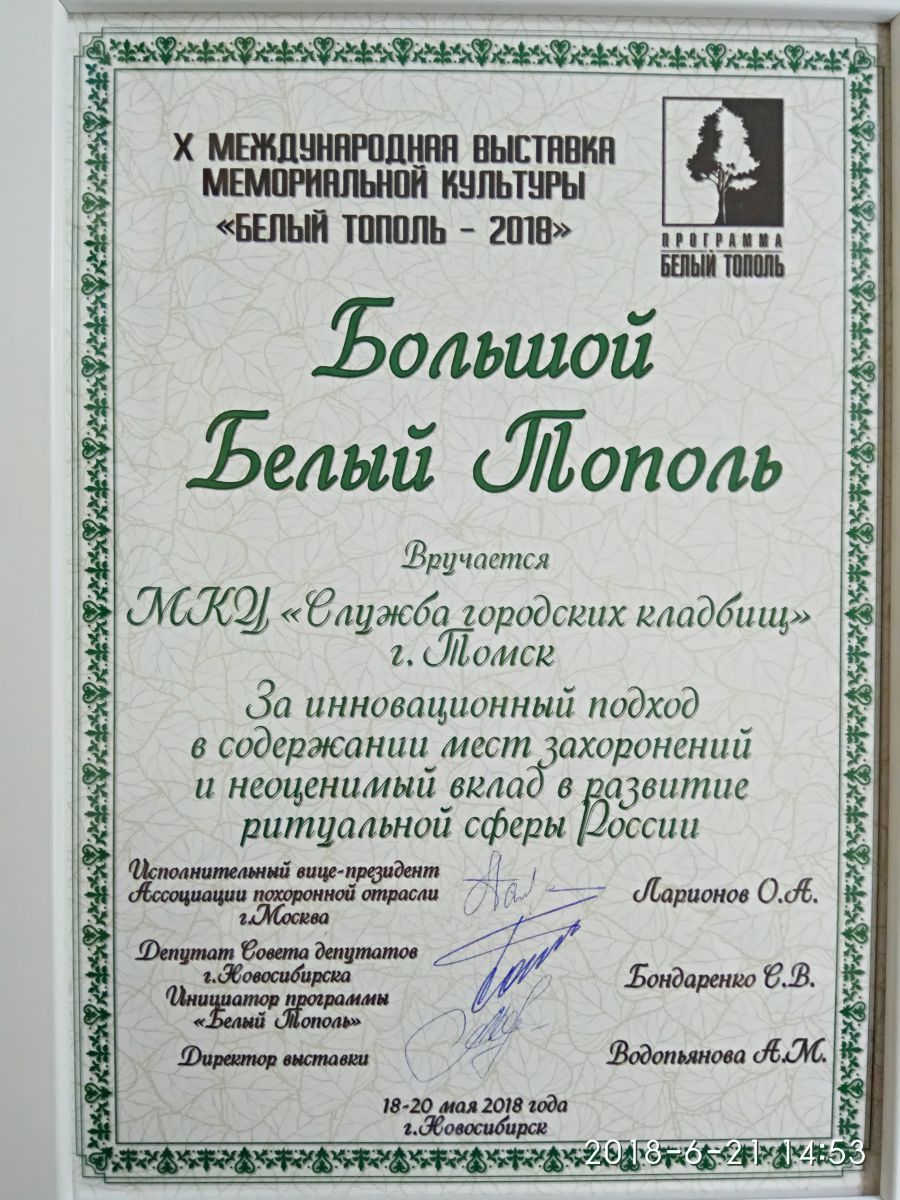 X МЕЖДУНАРОДНАЯ ВЫСТАВКА
МЕМОРИАЛЬНОЙ КУЛЬТУРЫ
«БЕЛЫЙ ТОПОЛЬ - 2018»
ПРОГРАММА
БЕЛЫЙ ТОПОЛЬ
Большой
Белый Тополь
Вручается
МКУ «Служба городских кладбищ»
г. Томск
За инновационный подход
в содержании мест захоронений
и неоценимый вклад в развитие
ритуальной сферы России
Исполнительный вице-президент
Ассоциации похоронной отрасли
г.Москва
Ларионов О.А.
Депутат Совета депутатов
г.Новосибирска
Инициатор программы
«Белый Тополь»
Бондаренко С.В.
Директор выставки
Водопьянова А.М.
18-20 мая 2018 года
г.Новосибирск
2018-6-21 14:53